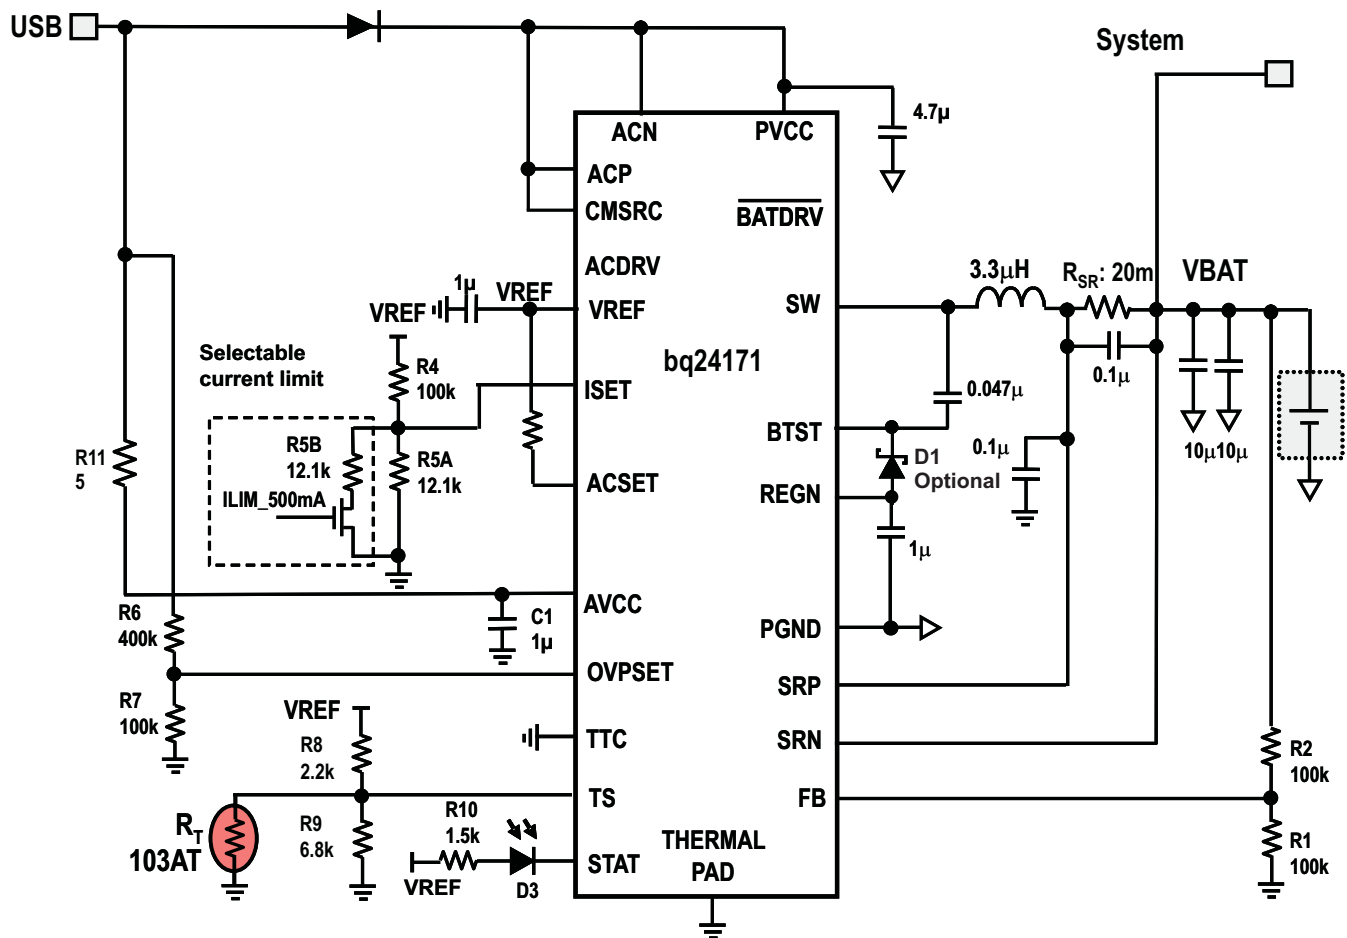 USB
System
4.7µ
ACN
PVCC
ACP
CMSRC
BATDRV
ACDRV
1µ
VREF
VREF
VREF
SW
3.3µH
RSR: 20m
VBAT
Selectable
current limit
R4
100k
ISET
bq24171
0.1µ
0.047µ
R5B
12.1k
R5A
12.1k
BTST
0.1µ
10µ10µ
R11
5
ILIM_500mA
ACSET
REGN
D1
Optional
1µ
AVCC
R6
400k
C1
1µ
PGND
OVPSET
SRP
R7
100k
VREF
R8
2.2k
TTC
SRN
R2
100k
TS
FB
RT
103AT
R9
6.8k
R10
1.5k
THERMAL
PAD
R1
100k
STAT
VREF
D3